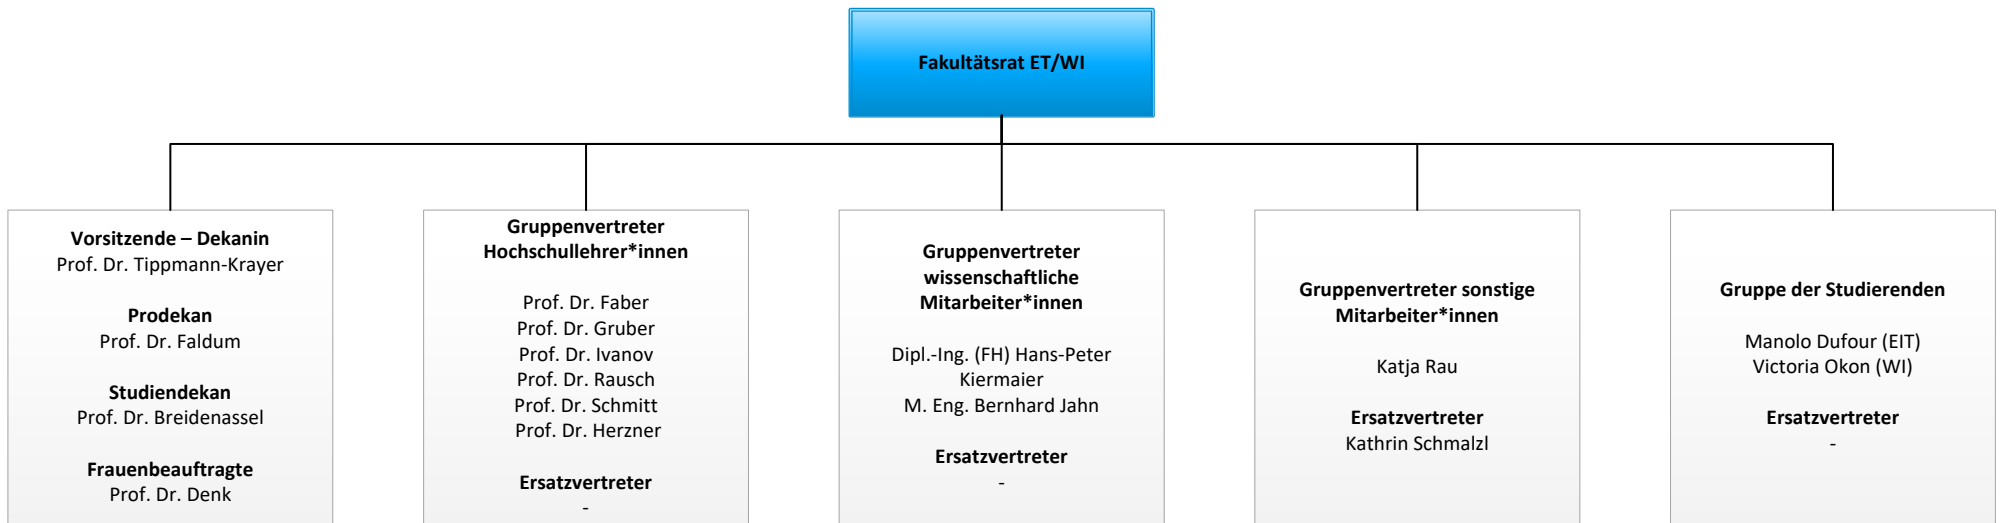 Fakultätsrat ET/WI
Vorsitzende – Dekanin
Prof. Dr. Tippmann-Krayer
Prodekan
Prof. Dr. Faldum
Studiendekan
Prof. Dr. Breidenassel
Frauenbeauftragte
Prof. Dr. Denk
Gruppenvertreter
Hochschullehrer*innen
Prof. Dr. Faber
Prof. Dr. Gruber
Prof. Dr. Ivanov
Prof. Dr. Rausch
Prof. Dr. Schmitt
Prof. Dr. Herzner
Ersatzvertreter
-
Gruppenvertreter
wissenschaftliche
Mitarbeiter*innen
Dipl.-Ing. (FH) Hans-Peter
Kiermaier
M. Eng. Bernhard Jahn
Ersatzvertreter
-
Gruppenvertreter sonstige
Mitarbeiter*innen
Katja Rau
Ersatzvertreter
Kathrin Schmalzl
Gruppe der Studierenden
Manolo Dufour (EIT)
Victoria Okon (WI)
Ersatzvertreter
-